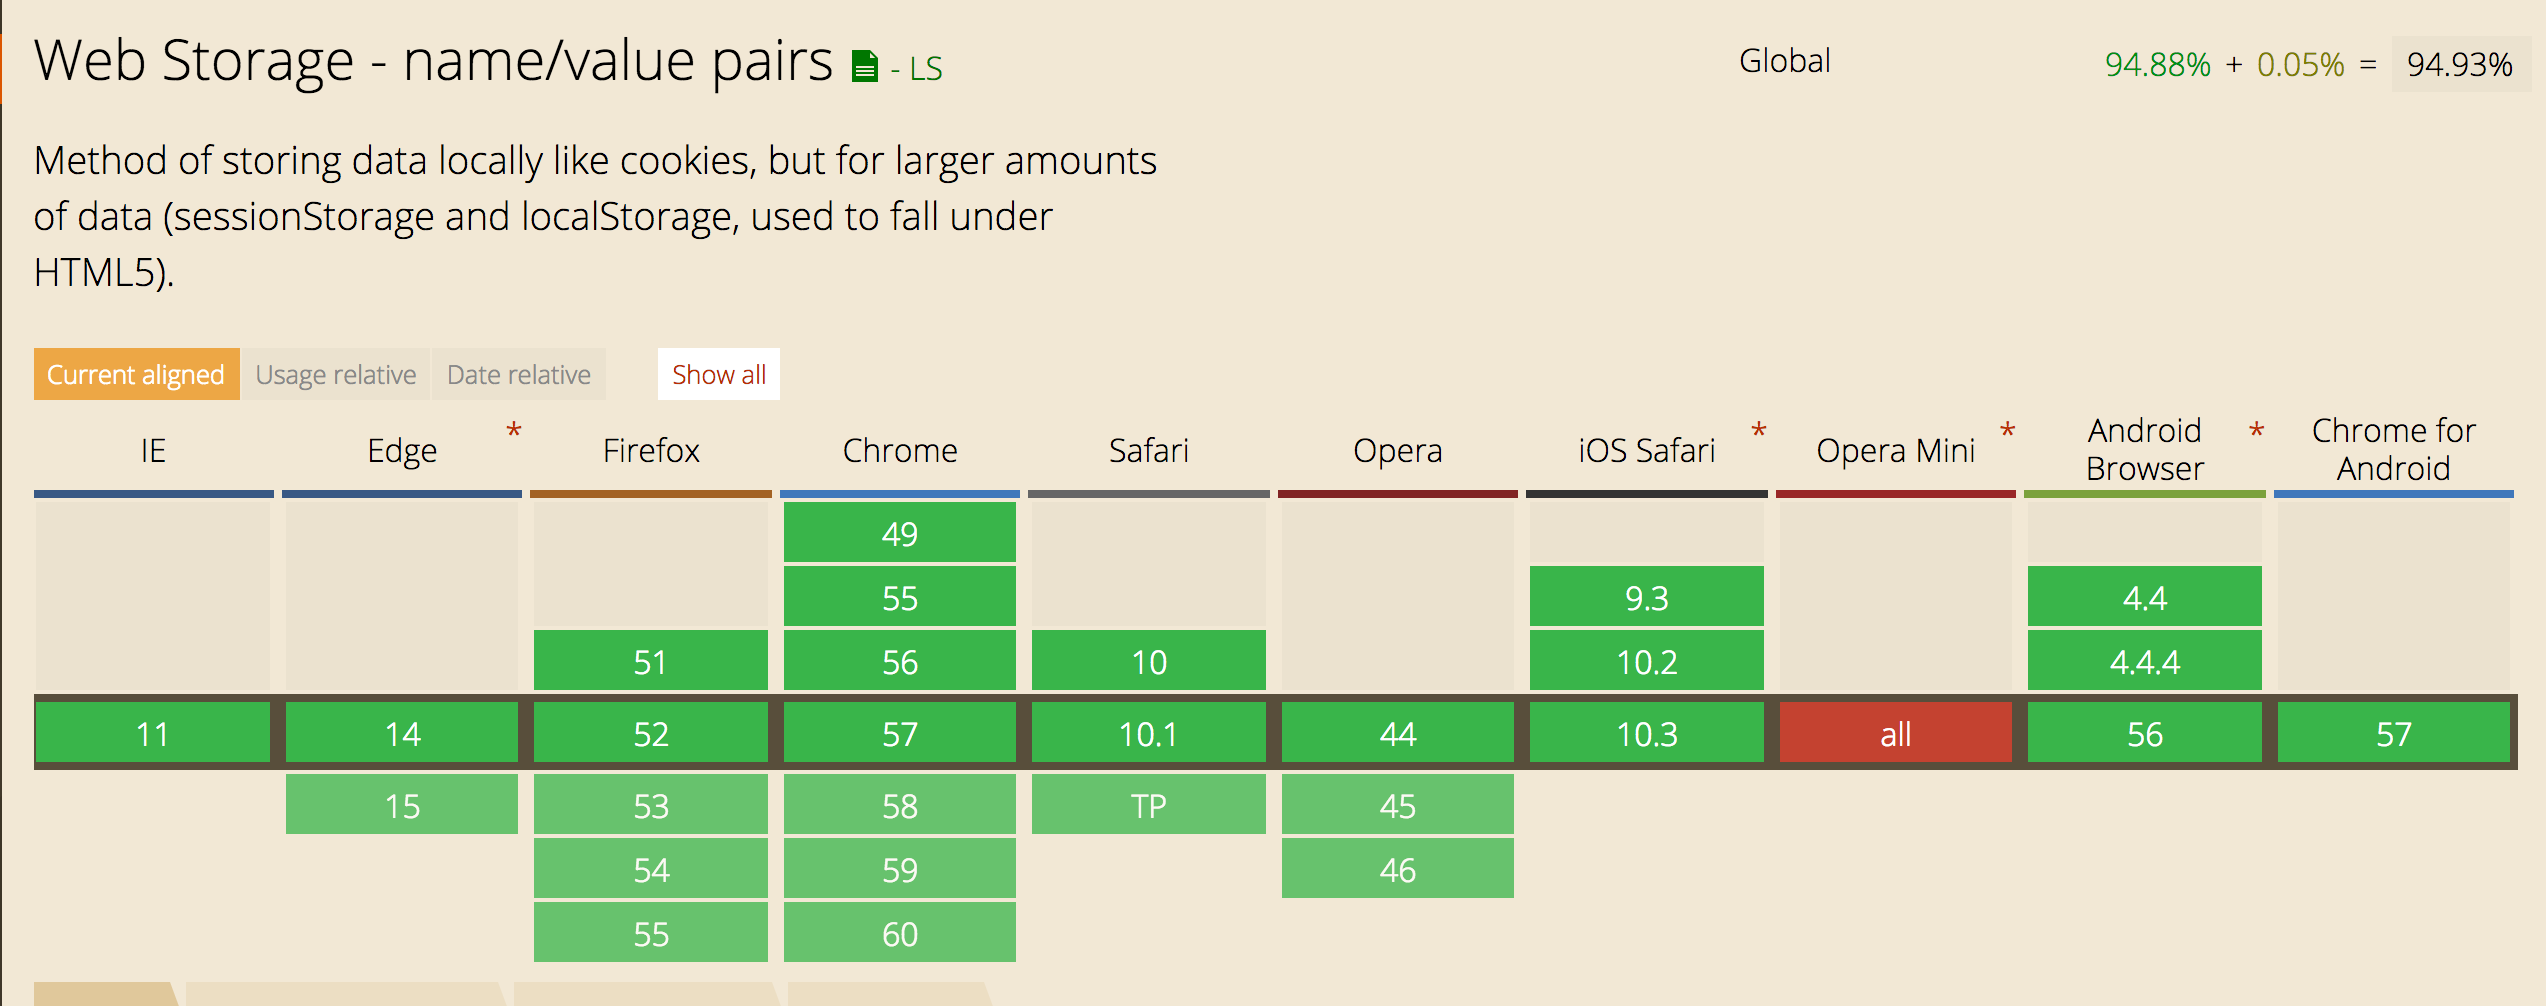 Web Storage - name/value pairs - LS
Global 94.88% + 0.05% = 94.93%
Method of storing data locally like cookies, but for larger amounts
of data (sessionStorage and localStorage, used to fall under
HTML5).
Current aligned Usage relative Date relative Show all
IE Edge * Firefox Chrome Safari Opera iOS Safari * Opera Mini * Android Browser * Chrome for Android
49
55 9.3 4.4
51 56 10 10.2 4.4.4
11 14 52 57 10.1 44 10.3 all 56 57
15 53 58 TP 45
54 59 46
55 60